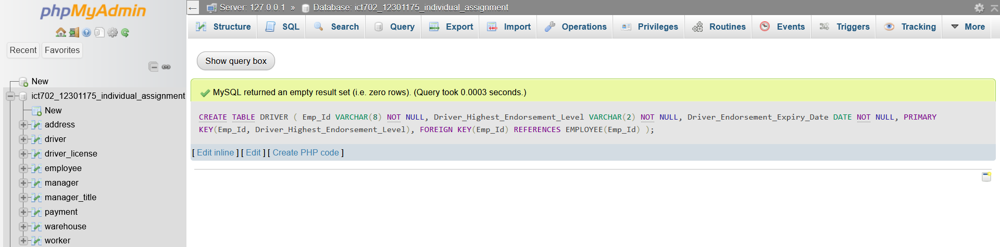 phpMyAdmin
Recent Favorites
New
ict702_12301175_individual_assignment
New
address
driver
driver_license
employee
manager
manager_title
payment
warehouse
worker
Server: 127.0.0.1 » Database: ict702_12301175_individual_assignment
Structure SQL Search Query Export Import Operations Privileges Routines Events Triggers Tracking More
Show query box
MySQL returned an empty result set (i.e. zero rows). (Query took 0.0003 seconds.)
CREATE TABLE DRIVER ( Emp_Id VARCHAR(8) NOT NULL, Driver_Highest_Endorsement_Level VARCHAR(2) NOT NULL, Driver_Endorsement_Expiry_Date DATE NOT NULL, PRIMARY
KEY(Emp_Id, Driver_Highest_Endorsement_Level), FOREIGN KEY(Emp_Id) REFERENCES EMPLOYEE(Emp_Id) );
[ Edit inline ] [ Edit ] [ Create PHP code ]